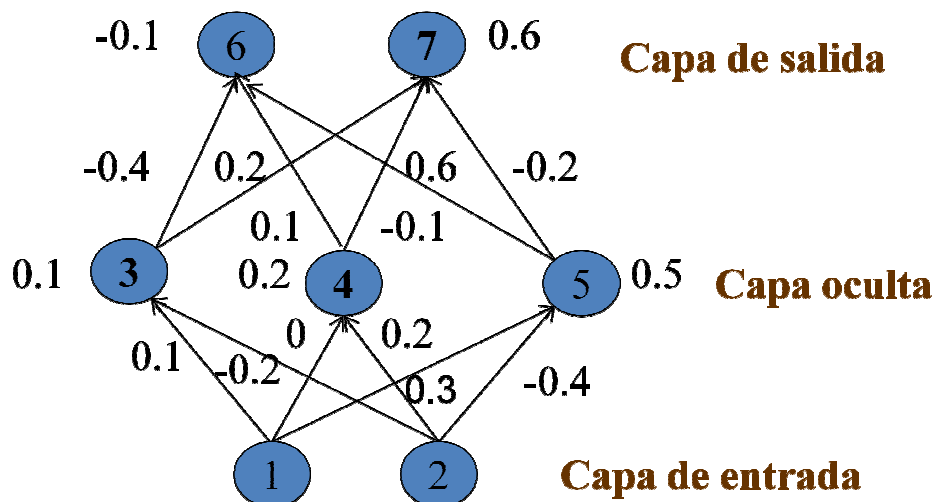 -0.1 6 7 0.6
Capa de salida
-0.4 0.2 0.6 -0.2
0.1 -0.1
0.1 3 0.2 4 5 0.5
Capa oculta
0.1 -0.2 0 0.2 0.3 -0.4
1 2
Capa de entrada